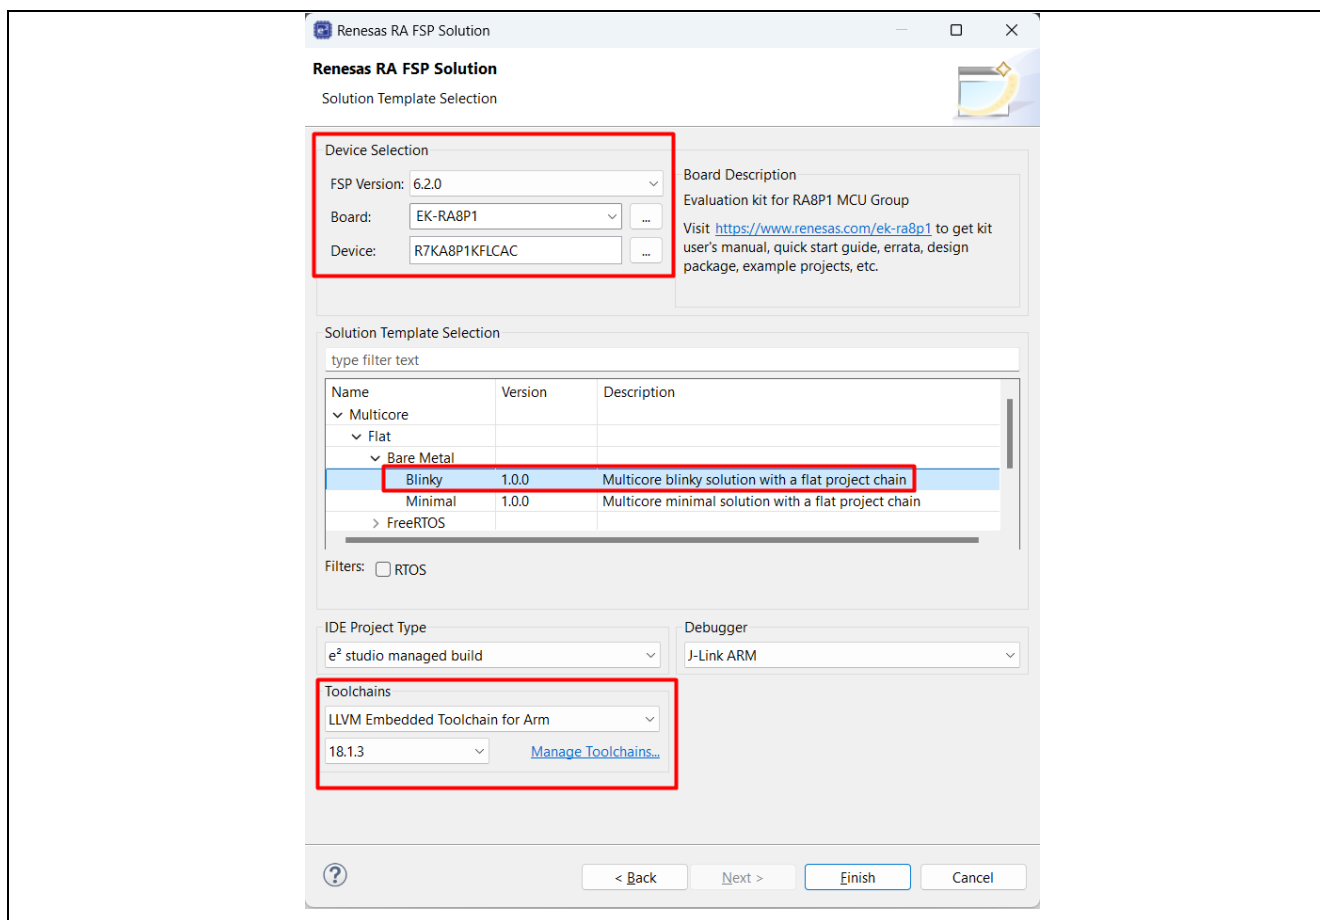 Renesas RA FSP Solution
Renesas RA FSP Solution
Solution Template Selection
Device Selection
FSP Version: 6.2.0
Board: EK-RA8P1 ...
Device: R7KA8P1KFLCAC ...
Board Description
Evaluation kit for RA8P1 MCU Group
Visit https://www.renesas.com/ek-ra8p1 to get kit
user's manual, quick start guide, errata, design
package, example projects, etc.
Solution Template Selection
type filter text
Name Version Description
Multicore
Flat
Bare Metal
Blinky 1.0.0 Multicore blinky solution with a flat project chain
Minimal 1.0.0 Multicore minimal solution with a flat project chain
FreeRTOS
Filters: RTOS
IDE Project Type
e² studio managed build
Debugger
J-Link ARM
Toolchains
LLVM Embedded Toolchain for Arm
18.1.3 Manage Toolchains...
? < Back Next > Finish Cancel